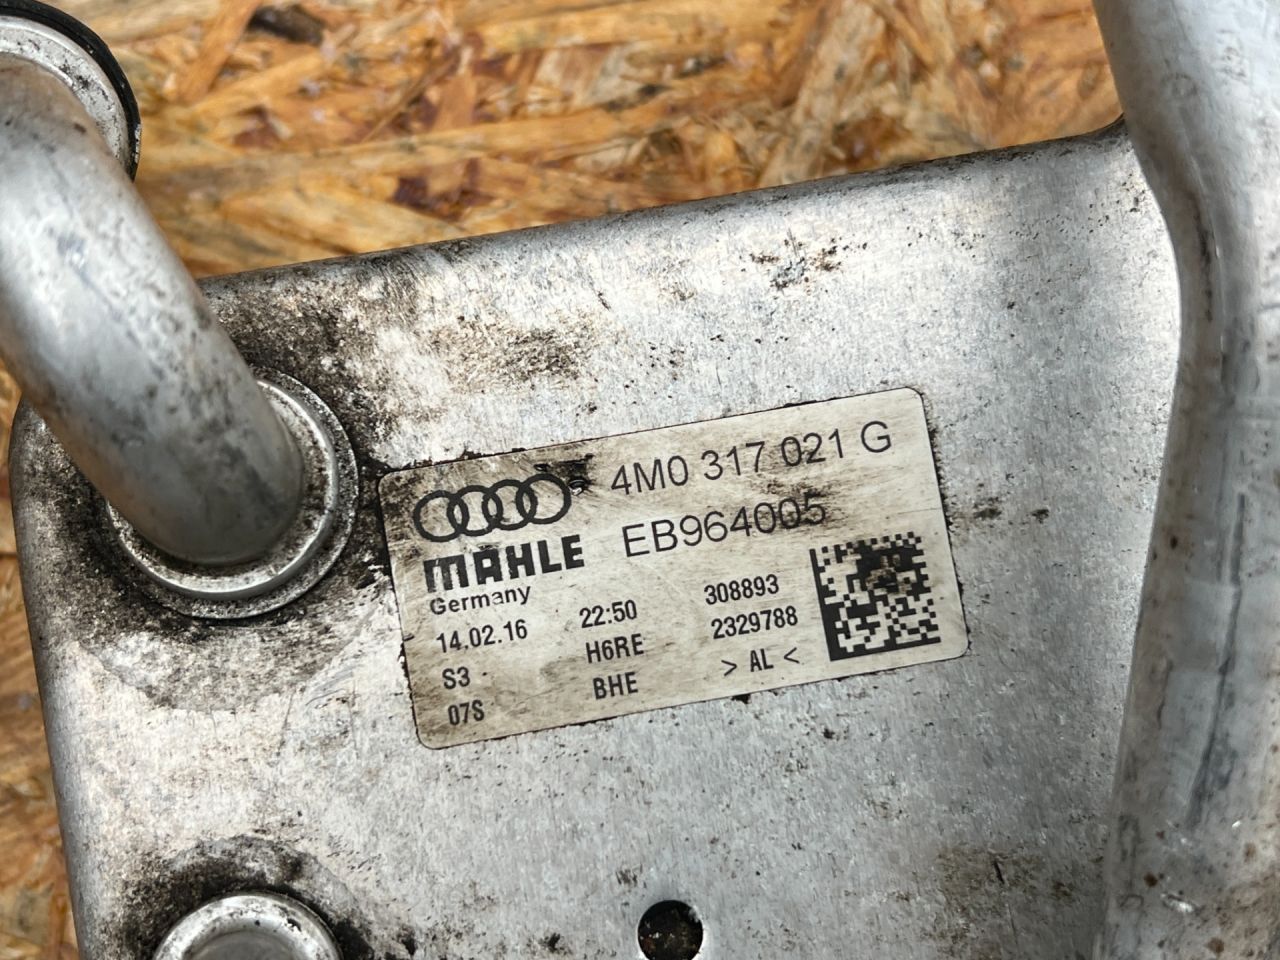 4M0 317 021 G
MAHLE EB964005
Germany
14.02.16 22:50 308893
S3 H6RE 2329788
07S BHE > AL <